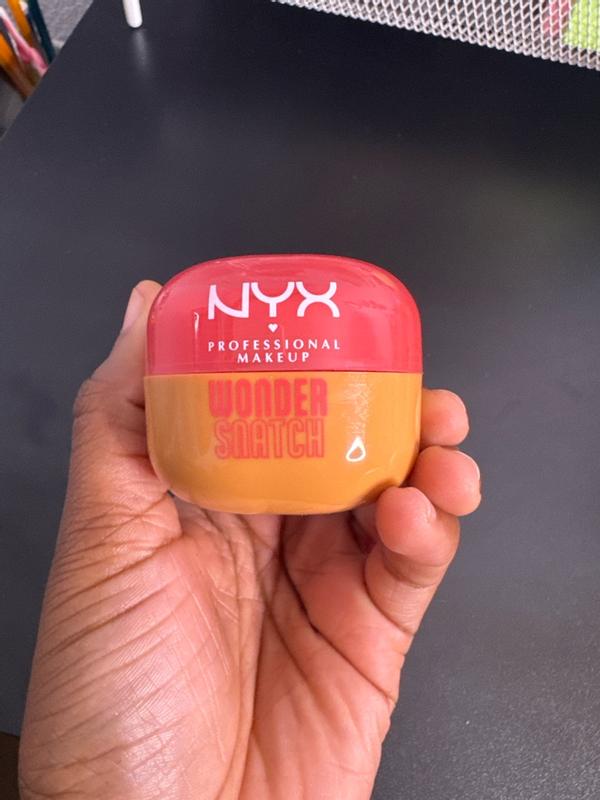 NYX
PROFESSIONAL
MAKEUP
WONDER
SNATCH